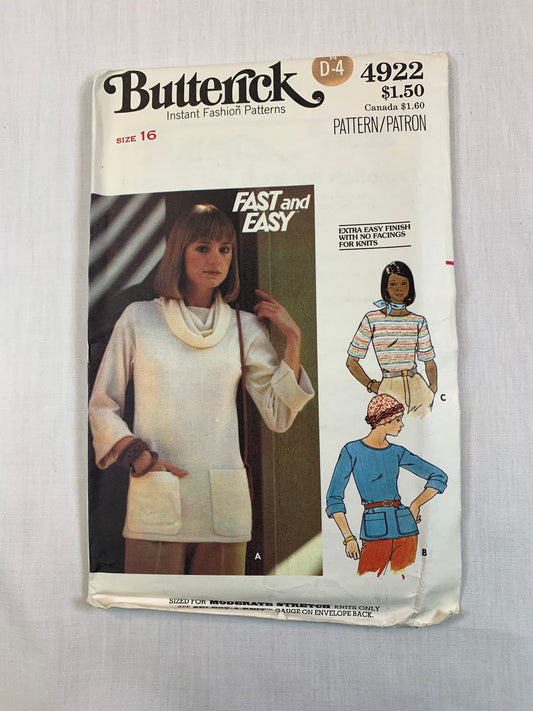 Butterick
Instant Fashion Patterns
D-4
4922
$1.50
Canada $1.60
SIZE 16
PATTERN/PATRON
FAST and
EASY
EXTRA EASY FINISH
WITH NO FACINGS
FOR KNITS
C
A
B
SIZED FOR MODERATE STRETCH KNITS ONLY
GAUGE ON ENVELOPE BACK.